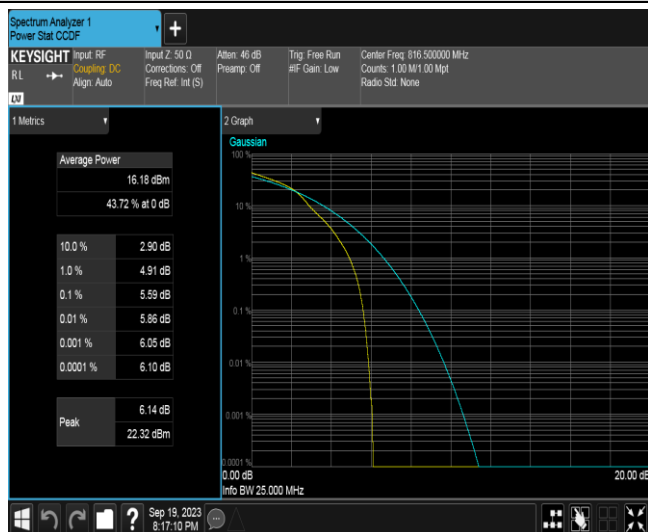 Spectrum Analyzer 1
Power Stat CCDF
+
KEYSIGHT
RL
Input: RF
Coupling: DC
Align: Auto
Input Z: 50 Ω
Corrections: Off
Freq Ref: Int (S)
Atten: 46 dB
Preamp: Off
Trig: Free Run
#IF Gain: Low
Center Freq: 816.500000 MHz
Counts: 1.00 M/1.00 Mpt
Radio Std: None
LXI
1 Metrics
Average Power
16.18 dBm
43.72 % at 0 dB
10.0 % 2.90 dB
1.0 % 4.91 dB
0.1 % 5.59 dB
0.01 % 5.86 dB
0.001 % 6.05 dB
0.0001 % 6.10 dB
Peak
6.14 dB
22.32 dBm
2 Graph
Gaussian
100 %
10 %
1 %
0.1 %
0.01 %
0.001 %
0.0001 %
0.00 dB
20.00 dB
Info BW 25.000 MHz
?
Sep 19, 2023
8:17:10 PM